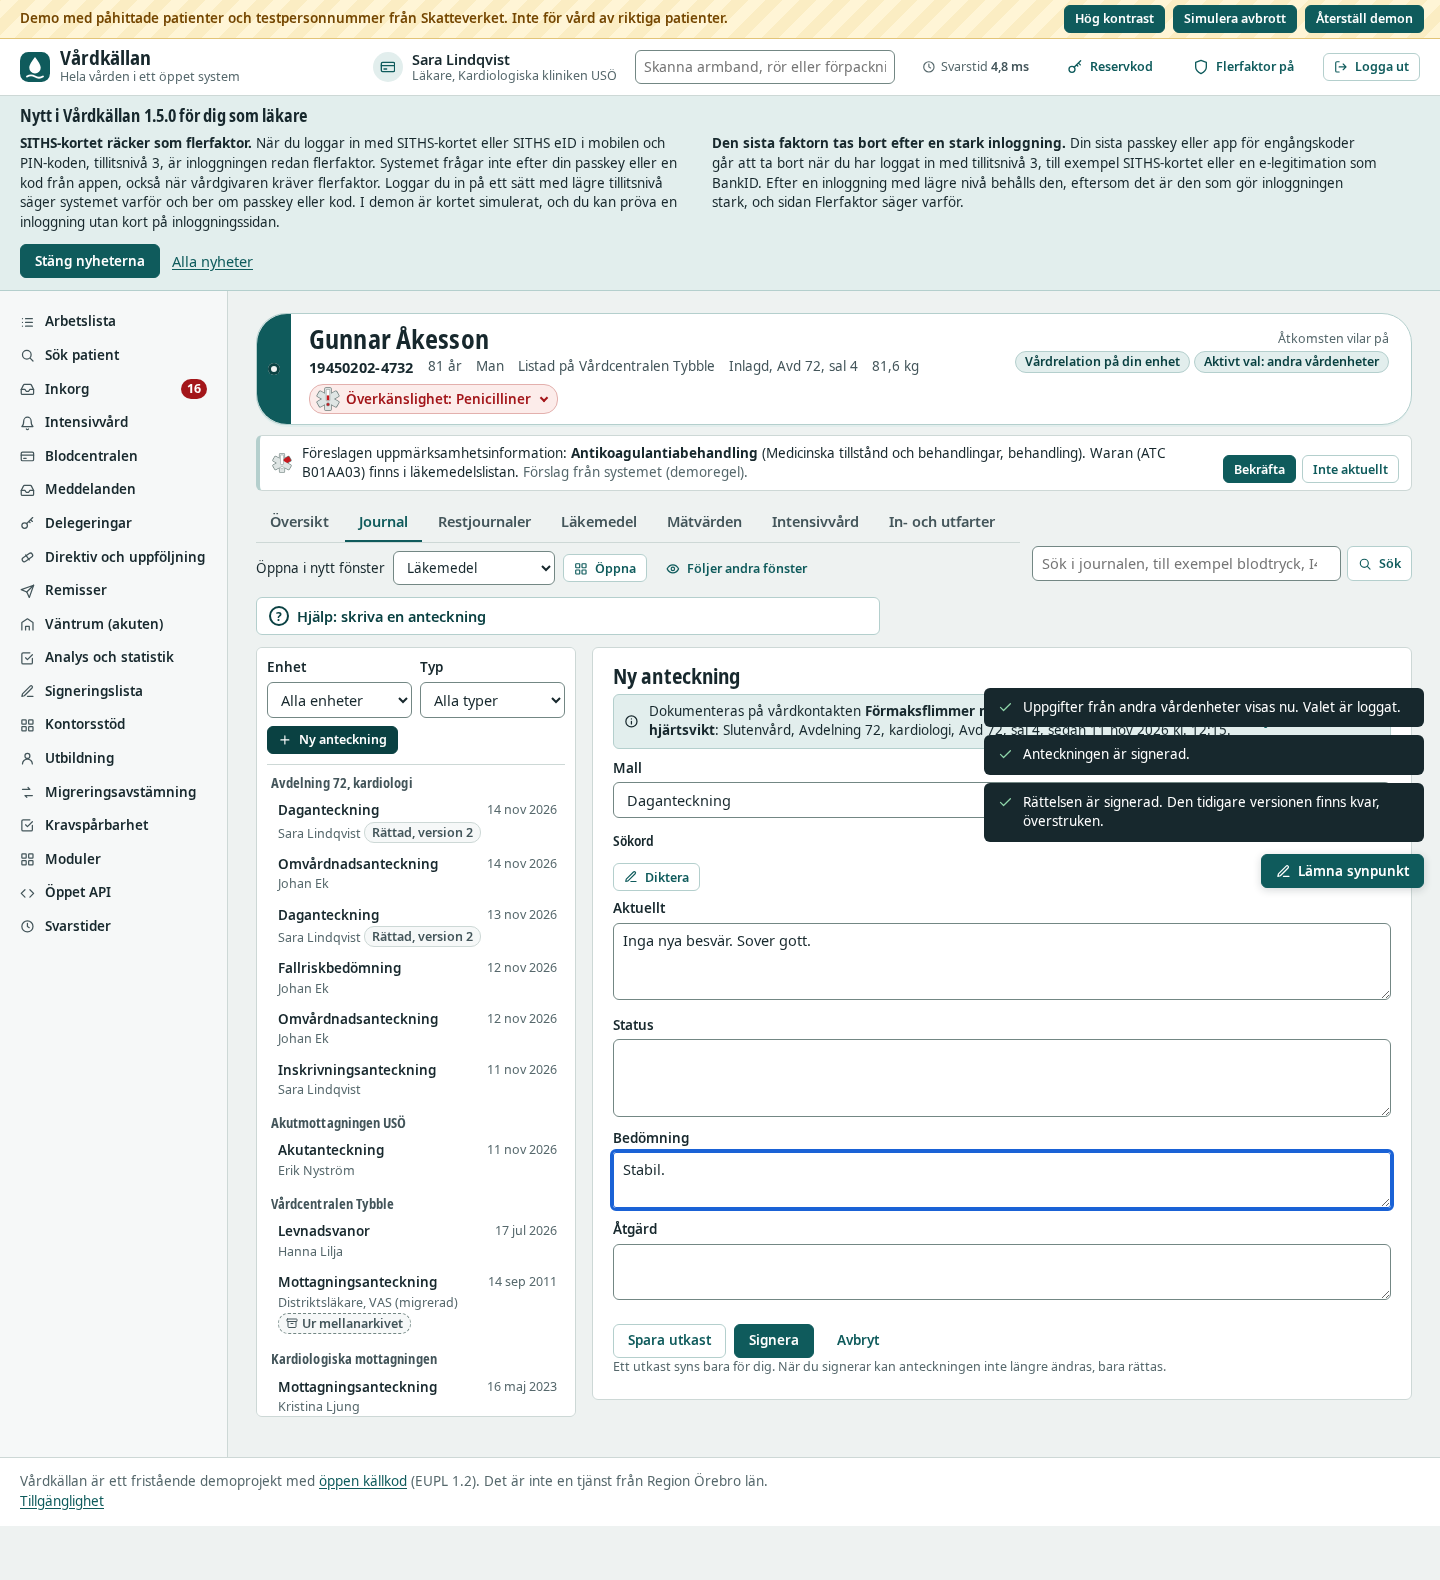 Demo med påhittade patienter och testpersonnummer från Skatteverket. Inte för vård av riktiga patienter.
Hög kontrast
Simulera avbrott
Återställ demon
Vårdkällan
Hela vården i ett öppet system
Sara Lindqvist
Läkare, Kardiologiska kliniken USÖ
Skanna armband, rör eller förpackni
Svarstid 4,8 ms
Reservkod
Flerfaktor på
Logga ut
Nytt i Vårdkällan 1.5.0 för dig som läkare
SITHS-kortet räcker som flerfaktor. När du loggar in med SITHS-kortet eller SITHS eID i mobilen och
PIN-koden, tillitsnivå 3, är inloggningen redan flerfaktor. Systemet frågar inte efter din passkey eller en
kod från appen, också när vårdgivaren kräver flerfaktor. Loggar du in på ett sätt med lägre tillitsnivå
säger systemet varför och ber om passkey eller kod. I demon är kortet simulerat, och du kan pröva en
inloggning utan kort på inloggningssidan.
Den sista faktorn tas bort efter en stark inloggning. Din sista passkey eller app för engångskoder
går att ta bort när du har loggat in med tillitsnivå 3, till exempel SITHS-kortet eller en e-legitimation som
BankID. Efter en inloggning med lägre nivå behålls den, eftersom det är den som gör inloggningen
stark, och sidan Flerfaktor säger varför.
Stäng nyheterna
Alla nyheter
Arbetslista
Sök patient
Inkorg
16
Intensivvård
Blodcentralen
Meddelanden
Delegeringar
Direktiv och uppföljning
Remisser
Väntrum (akuten)
Analys och statistik
Signeringslista
Kontorsstöd
Utbildning
Migreringsavstämning
Kravspårbarhet
Moduler
Öppet API
Svarstider
Gunnar Åkesson
19450202-4732 81 år Man Listad på Vårdcentralen Tybble Inlagd, Avd 72, sal 4 81,6 kg
Överkänslighet: Penicilliner
Åtkomsten vilar på
Vårdrelation på din enhet
Aktivt val: andra vårdenheter
Föreslagen uppmärksamhetsinformation: Antikoagulantiabehandling (Medicinska tillstånd och behandlingar, behandling). Waran (ATC
B01AA03) finns i läkemedelslistan. Förslag från systemet (demoregel).
Bekräfta
Inte aktuellt
Översikt
Journal
Restjournaler
Läkemedel
Mätvärden
Intensivvård
In- och utfarter
Öppna i nytt fönster
Läkemedel
Öppna
Följer andra fönster
Sök i journalen, till exempel blodtryck, I4
Sök
Hjälp: skriva en anteckning
Enhet
Typ
Alla enheter
Alla typer
Ny anteckning
Avdelning 72, kardiologi
Daganteckning 14 nov 2026
Sara Lindqvist Rättad, version 2
Omvårdnadsanteckning 14 nov 2026
Johan Ek
Daganteckning 13 nov 2026
Sara Lindqvist Rättad, version 2
Fallriskbedömning 12 nov 2026
Johan Ek
Omvårdnadsanteckning 12 nov 2026
Johan Ek
Inskrivningsanteckning 11 nov 2026
Sara Lindqvist
Akutmottagningen USÖ
Akutanteckning 11 nov 2026
Erik Nyström
Vårdcentralen Tybble
Levnadsvanor 17 jul 2026
Hanna Lilja
Mottagningsanteckning 14 sep 2011
Distriktsläkare, VAS (migrerad)
Ur mellanarkivet
Kardiologiska mottagningen
Mottagningsanteckning 16 maj 2023
Kristina Ljung
Ny anteckning
Dokumenteras på vårdkontakten Förmaksflimmer
hjärtsvikt: Slutenvård, Avdelning 72, kardiologi, Avd 72, sal 4, sedan 11 nov 2026 kl. 12:15.
Uppgifter från andra vårdenheter visas nu. Valet är loggat.
Anteckningen är signerad.
Rättelsen är signerad. Den tidigare versionen finns kvar,
överstruken.
Mall
Daganteckning
Sökord
Lämna synpunkt
Diktera
Aktuellt
Inga nya besvär. Sover gott.
Status
Bedömning
Stabil.
Åtgärd
Spara utkast
Signera
Avbryt
Ett utkast syns bara för dig. När du signerar kan anteckningen inte längre ändras, bara rättas.
Vårdkällan är ett fristående demoprojekt med öppen källkod (EUPL 1.2). Det är inte en tjänst från Region Örebro län.
Tillgänglighet